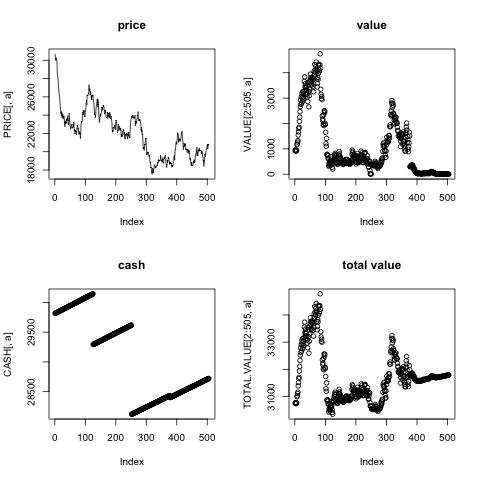 price
PRICE[, a]
18000 22000 26000 30000
0 100 200 300 400 500
Index
value
VALUE[2:505, a]
0 1000 3000
0 100 200 300 400 500
Index
cash
CASH[, a]
28500 29500
0 100 200 300 400 500
Index
total value
TOTAL.VALUE[2:505, a]
31000 33000
0 100 200 300 400 500
Index